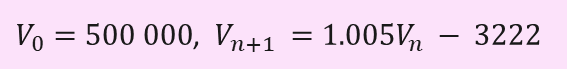 V₀ = 500 000, Vₙ₊₁ = 1.005Vₙ − 3222